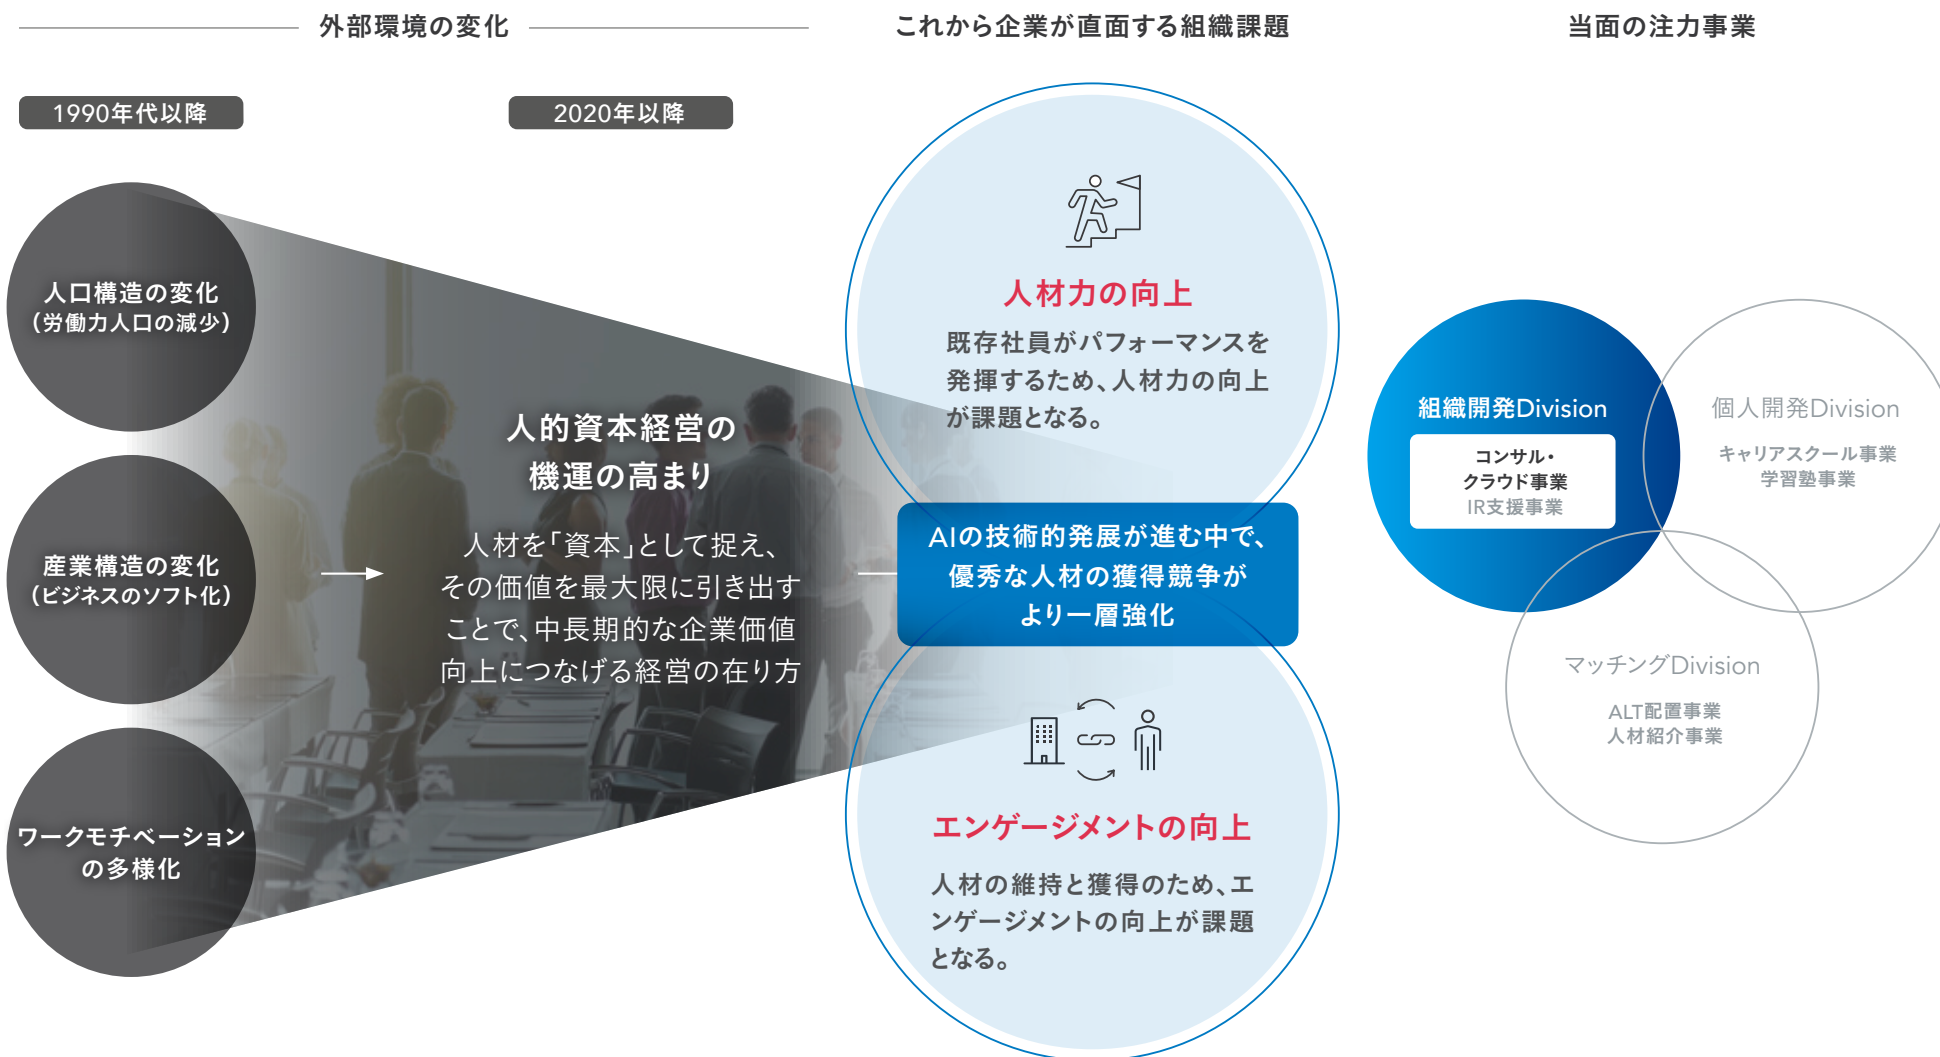 外部環境の変化
これから企業が直面する組織課題
当面の注力事業
1990年代以降
2020年以降
人口構造の変化
(労働力人口の減少)
産業構造の変化
(ビジネスのソフト化)
ワークモチベーション
の多様化
人的資本経営の
機運の高まり
人材を「資本」として捉え、
その価値を最大限に引き出す
ことで、中長期的な企業価値
向上につなげる経営の在り方
人材力の向上
既存社員がパフォーマンスを
発揮するため、人材力の向上
が課題となる。
AIの技術的発展が進む中で、
優秀な人材の獲得競争が
より一層強化
エンゲージメントの向上
人材の維持と獲得のため、エ
ンゲージメントの向上が課題
となる。
組織開発Division
コンサル・
クラウド事業
IR支援事業
個人開発Division
キャリアスクール事業
学習塾事業
マッチングDivision
ALT配置事業
人材紹介事業